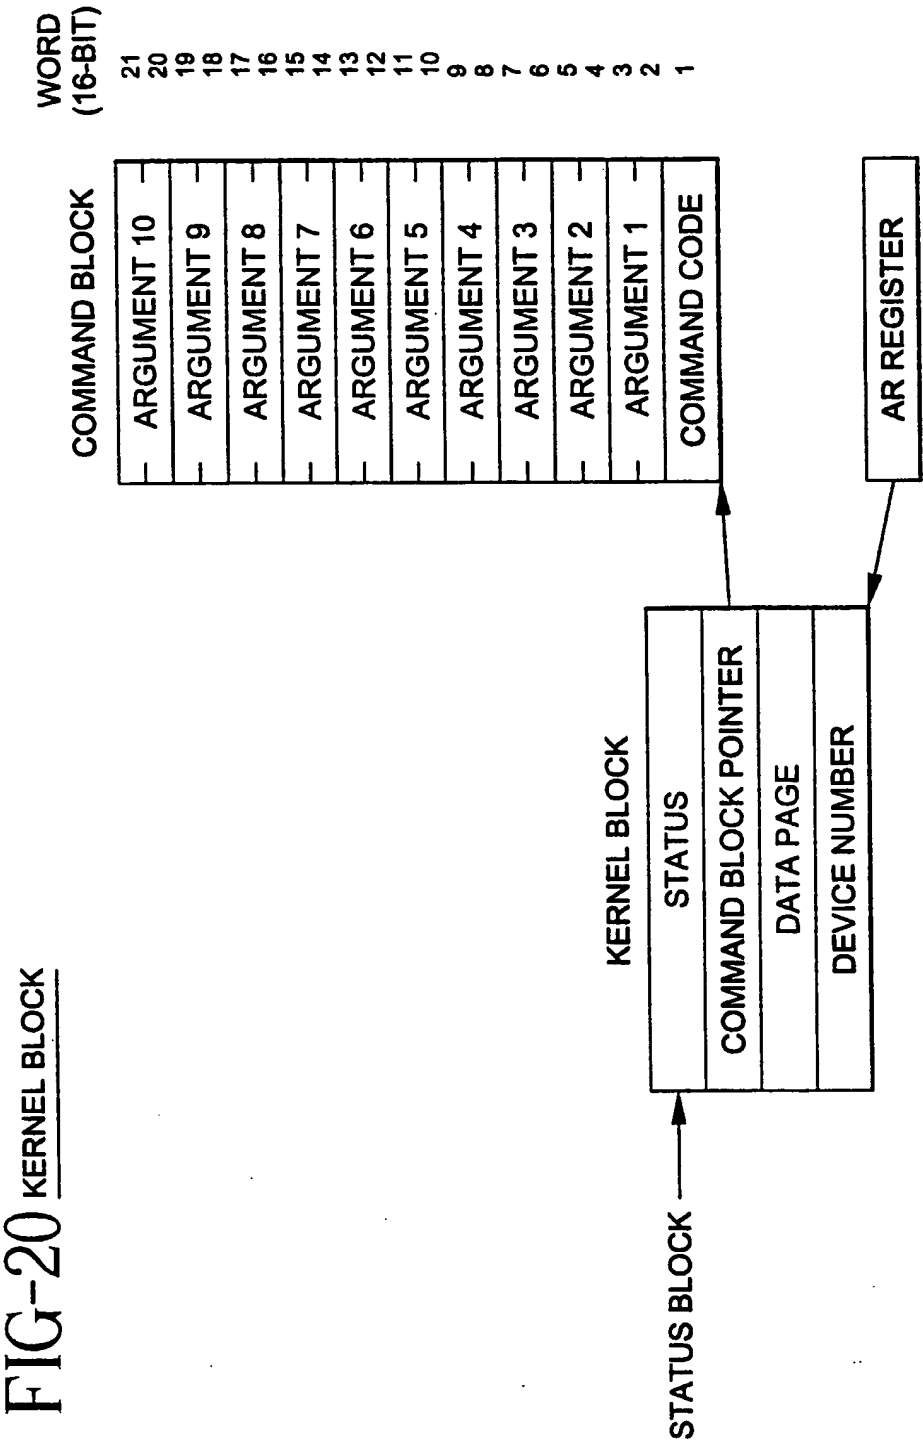 FIG-20 KERNEL BLOCK
COMMAND BLOCK
WORD
(16-BIT)
ARGUMENT 10
21
20
ARGUMENT 9
19
18
ARGUMENT 8
17
16
ARGUMENT 7
15
14
ARGUMENT 6
13
12
ARGUMENT 5
11
10
ARGUMENT 4
9
8
ARGUMENT 3
7
6
ARGUMENT 2
5
4
ARGUMENT 1
3
2
COMMAND CODE
1
KERNEL BLOCK
STATUS BLOCK
STATUS
COMMAND BLOCK POINTER
DATA PAGE
DEVICE NUMBER
AR REGISTER